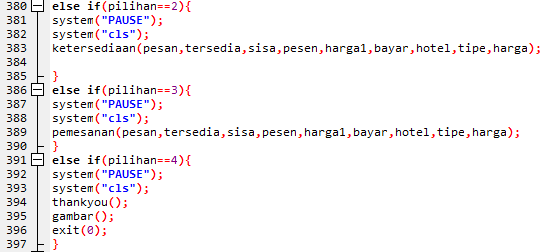 380 else if(pilihan==2){
381 system("PAUSE");
382 system("cls");
383 ketersediaan(pesan,tersedia,sisa,pesen,harga1,bayar,hotel,tipe,harga);
384
385 }
386 else if(pilihan==3){
387 system("PAUSE");
388 system("cls");
389 pemesanan(pesan,tersedia,sisa,pesen,harga1,bayar,hotel,tipe,harga);
390 }
391 else if(pilihan==4){
392 system("PAUSE");
393 system("cls");
394 thankyou();
395 gambar();
396 exit(0);
397 }